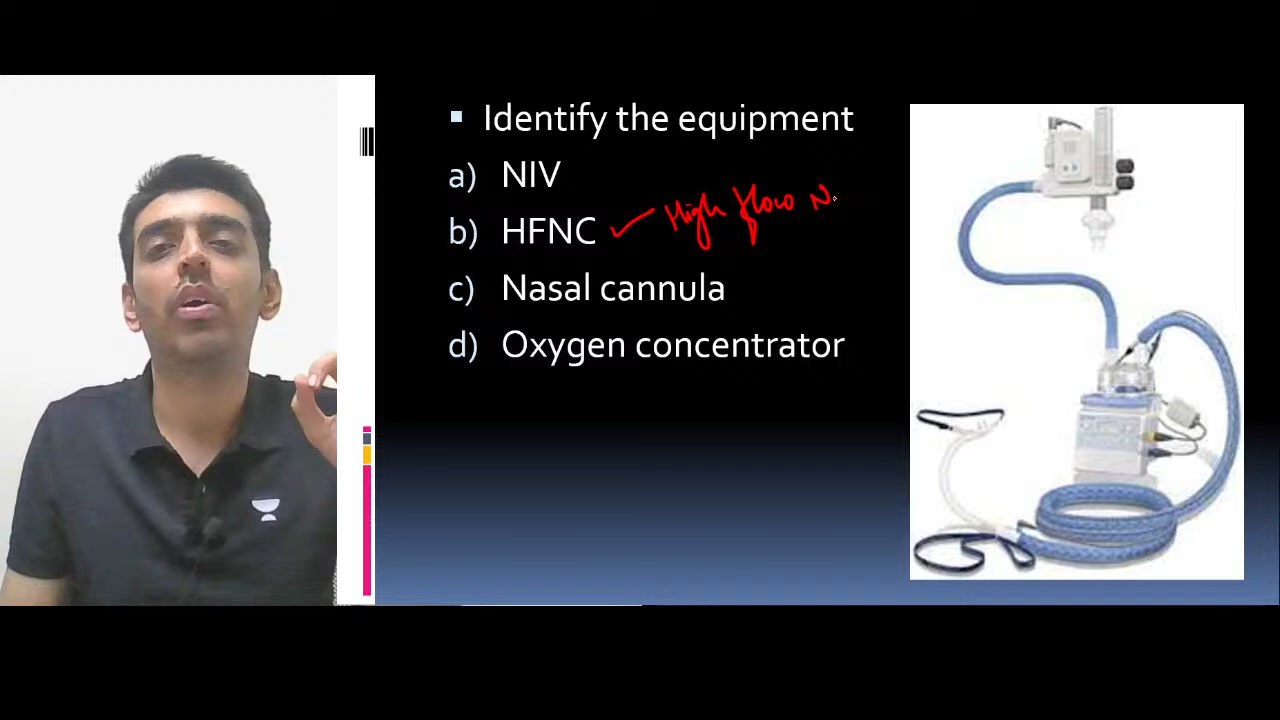 Identify the equipment
a) NIV
b) HFNC ✓ High flow N
c) Nasal cannula
d) Oxygen concentrator